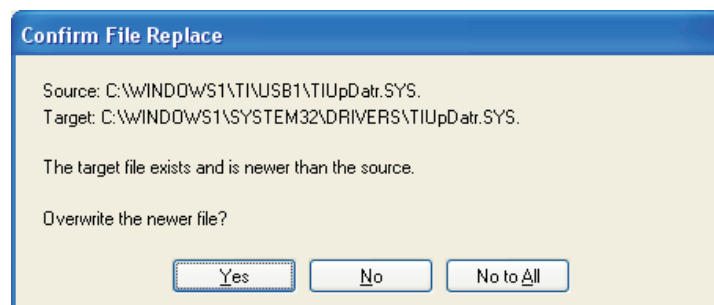 Confirm File Replace
Source: C:\WINDOWS1\TI\USB1\TIUpDatr.SYS.
Target: C:\WINDOWS1\SYSTEM32\DRIVERS\TIUpDatr.SYS.
The target file exists and is newer than the source.
Overwrite the newer file?
Yes No No to All